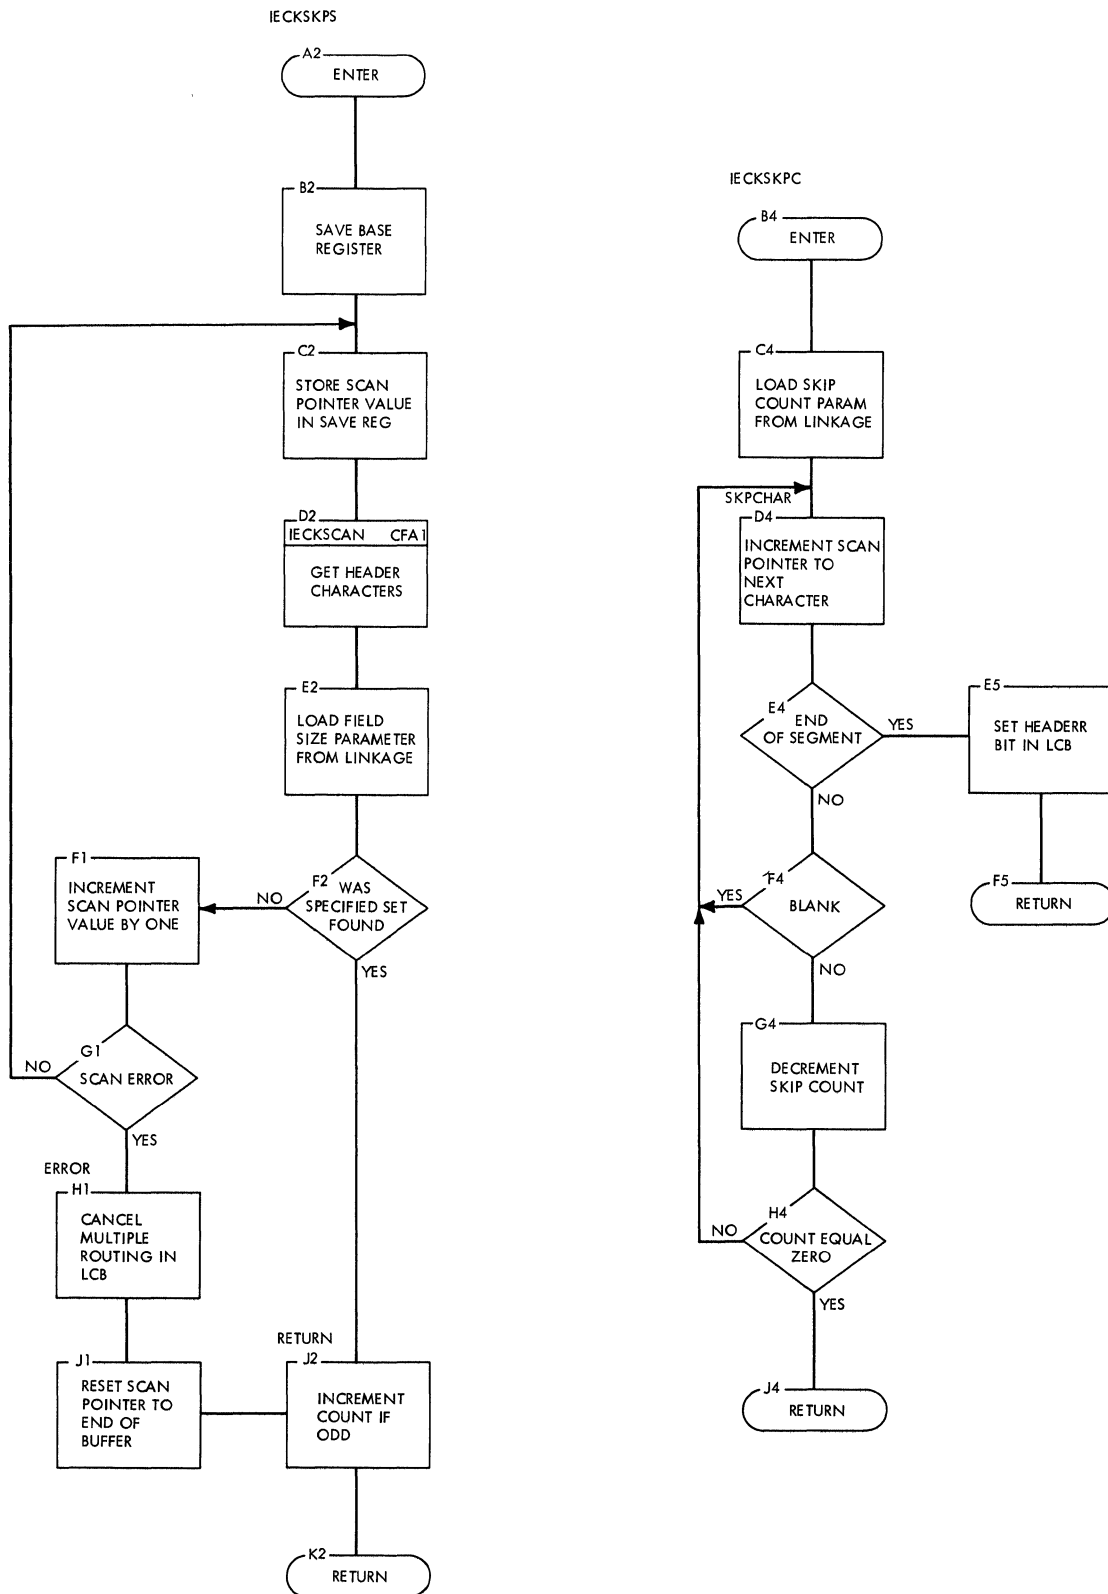 IECKSKPS
A2
ENTER
B2
SAVE BASE
REGISTER
C2
STORE SCAN
POINTER VALUE
IN SAVE REG
D2
IECKSCAN CFA1
GET HEADER
CHARACTERS
E2
LOAD FIELD
SIZE PARAMETER
FROM LINKAGE
F2
WAS
SPECIFIED SET
FOUND
NO
YES
F1
INCREMENT
SCAN POINTER
VALUE BY ONE
G1
SCAN ERROR
NO
YES
ERROR
H1
CANCEL
MULTIPLE
ROUTING IN
LCB
J1
RESET SCAN
POINTER TO
END OF
BUFFER
RETURN
J2
INCREMENT
COUNT IF
ODD
K2
RETURN
IECKSKPC
B4
ENTER
C4
LOAD SKIP
COUNT PARAM
FROM LINKAGE
SKPCHAR
D4
INCREMENT SCAN
POINTER TO
NEXT
CHARACTER
E4
END
OF SEGMENT
YES
NO
E5
SET HEADERR
BIT IN LCB
F5
RETURN
F4
BLANK
YES
NO
G4
DECREMENT
SKIP COUNT
H4
COUNT EQUAL
ZERO
NO
YES
J4
RETURN